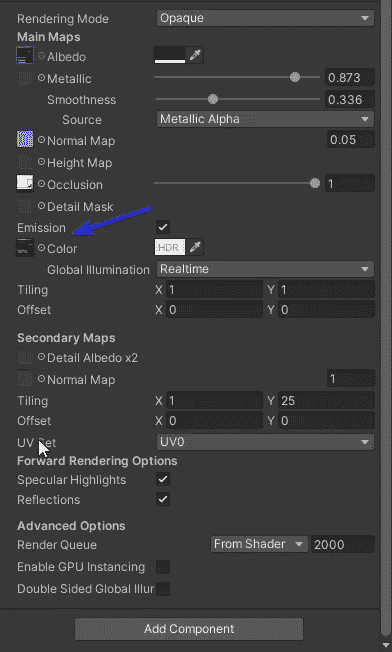 Rendering Mode Opaque
Main Maps
Albedo
Metallic 0.873
Smoothness 0.336
Source Metallic Alpha
Normal Map 0.05
Height Map
Occlusion 1
Detail Mask
Emission
Color HDR
Global Illumination Realtime
Tiling X 1 Y 1
Offset X 0 Y 0
Secondary Maps
Detail Albedo x2
Normal Map 1
Tiling X 1 Y 25
Offset X 0 Y 0
UV Set UV0
Forward Rendering Options
Specular Highlights
Reflections
Advanced Options
Render Queue From Shader 2000
Enable GPU Instancing
Double Sided Global Illur
Add Component